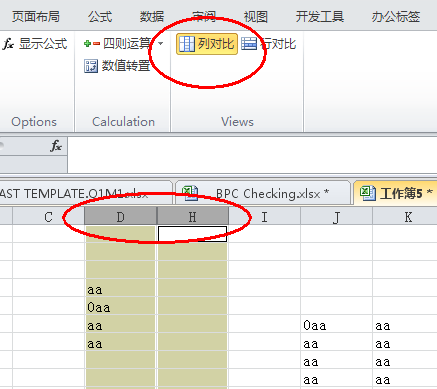 页面布局 公式 数据 审阅 视图 开发工具 办公标签
fx 显示公式 四则运算 列对比 行对比
数值转置
Options Calculation Views
fx
AST TEMPLATE.Q1M1.xlsx BPC Checking.xlsx * 工作簿5 *
C D H I J K
aa
0aa
aa 0aa aa
aa aa aa
aa aa
aa aa